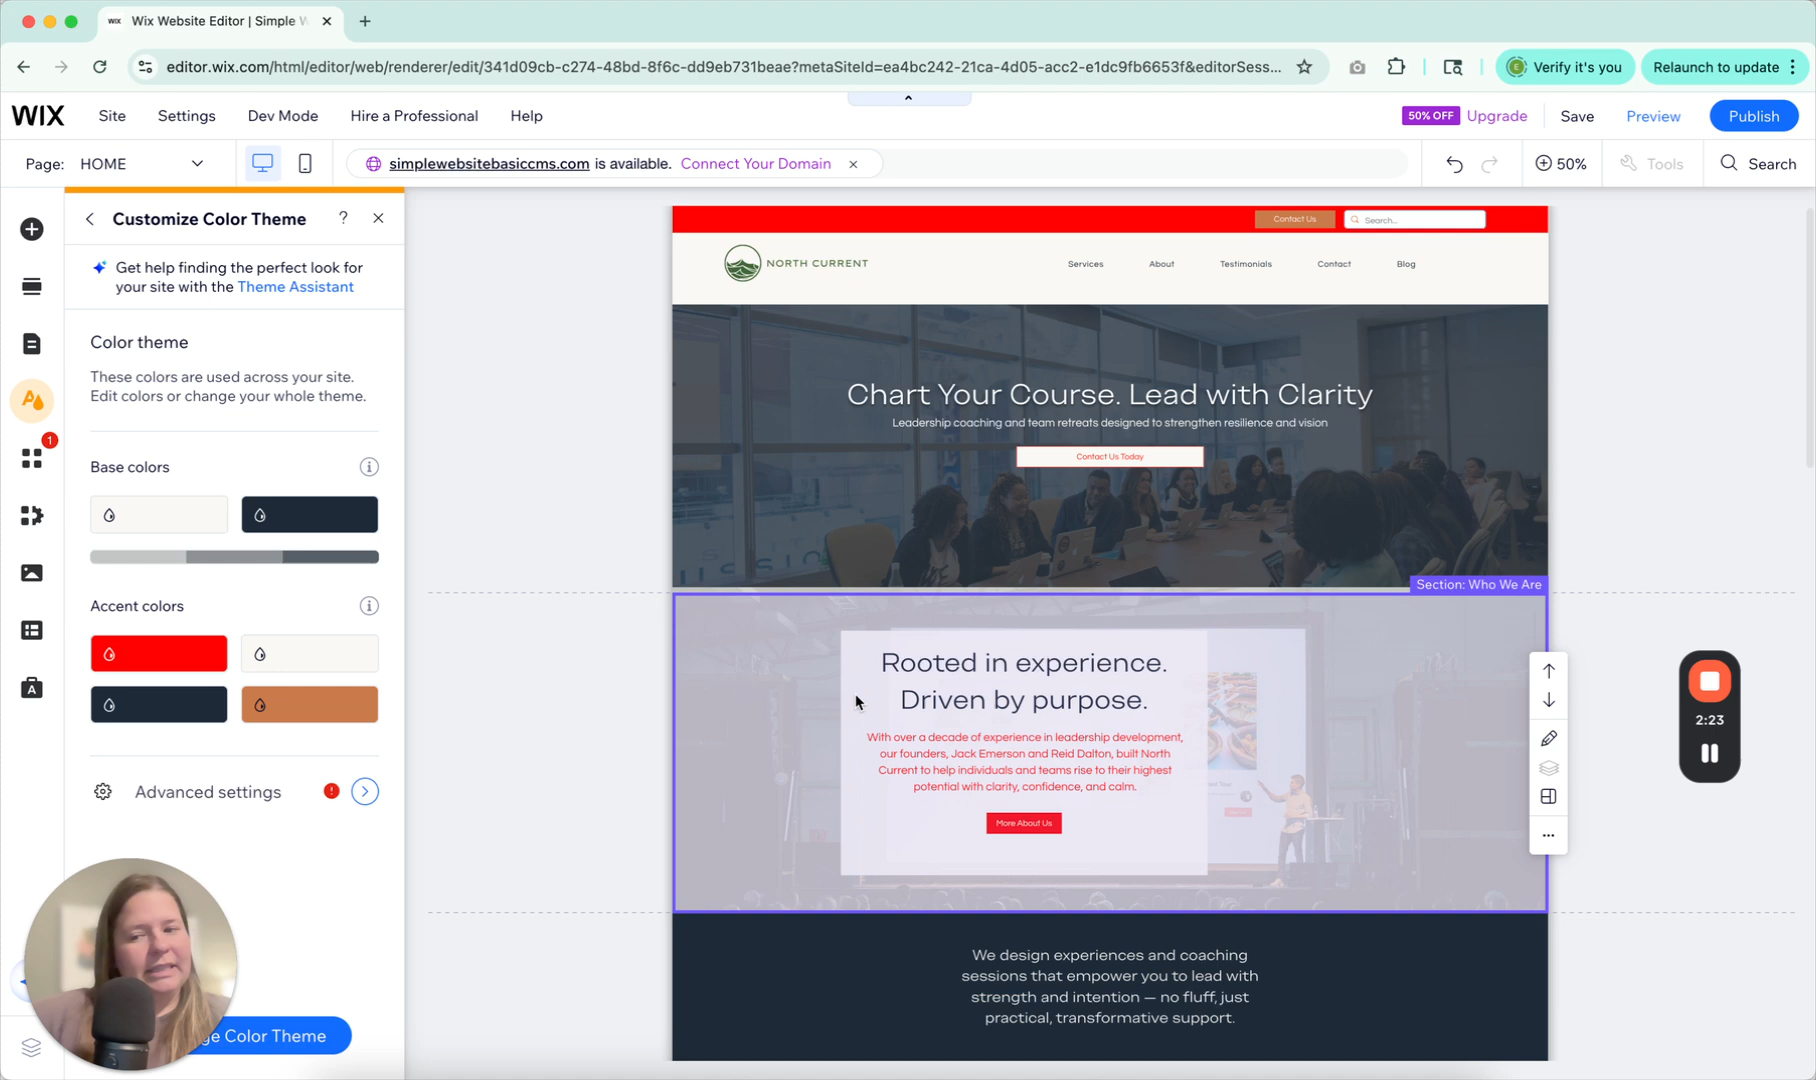 WIX
Wix Website Editor | Simple W
editor.wix.com/html/editor/web/renderer/edit/341d09cb-c274-48bd-8f6c-dd9eb731beae?metaSiteId=ea4bc242-21ca-4d05-acc2-e1dc9fb6653f&editorSess...
Verify it's you
Relaunch to update
WIX
Site
Settings
Dev Mode
Hire a Professional
Help
50% OFF
Upgrade
Save
Preview
Publish
Page: HOME
simplewebsitebasiccms.com is available. Connect Your Domain
50%
Tools
Search
Customize Color Theme
?
Get help finding the perfect look for
your site with the Theme Assistant
Color theme
These colors are used across your site.
Edit colors or change your whole theme.
1
Base colors
Accent colors
Advanced settings
Color Theme
Contact Us
Search...
NORTH CURRENT
Services
About
Testimonials
Contact
Blog
Chart Your Course. Lead with Clarity
Leadership coaching and team retreats designed to strengthen resilience and vision
Contact Us Today
Section: Who We Are
Rooted in experience.
Driven by purpose.
With over a decade of experience in leadership development,
our founders, Jack Emerson and Reid Dalton, built North
Current to help individuals and teams rise to their highest
potential with clarity, confidence, and calm.
More About Us
We design experiences and coaching
sessions that empower you to lead with
strength and intention — no fluff, just
practical, transformative support.
2:23